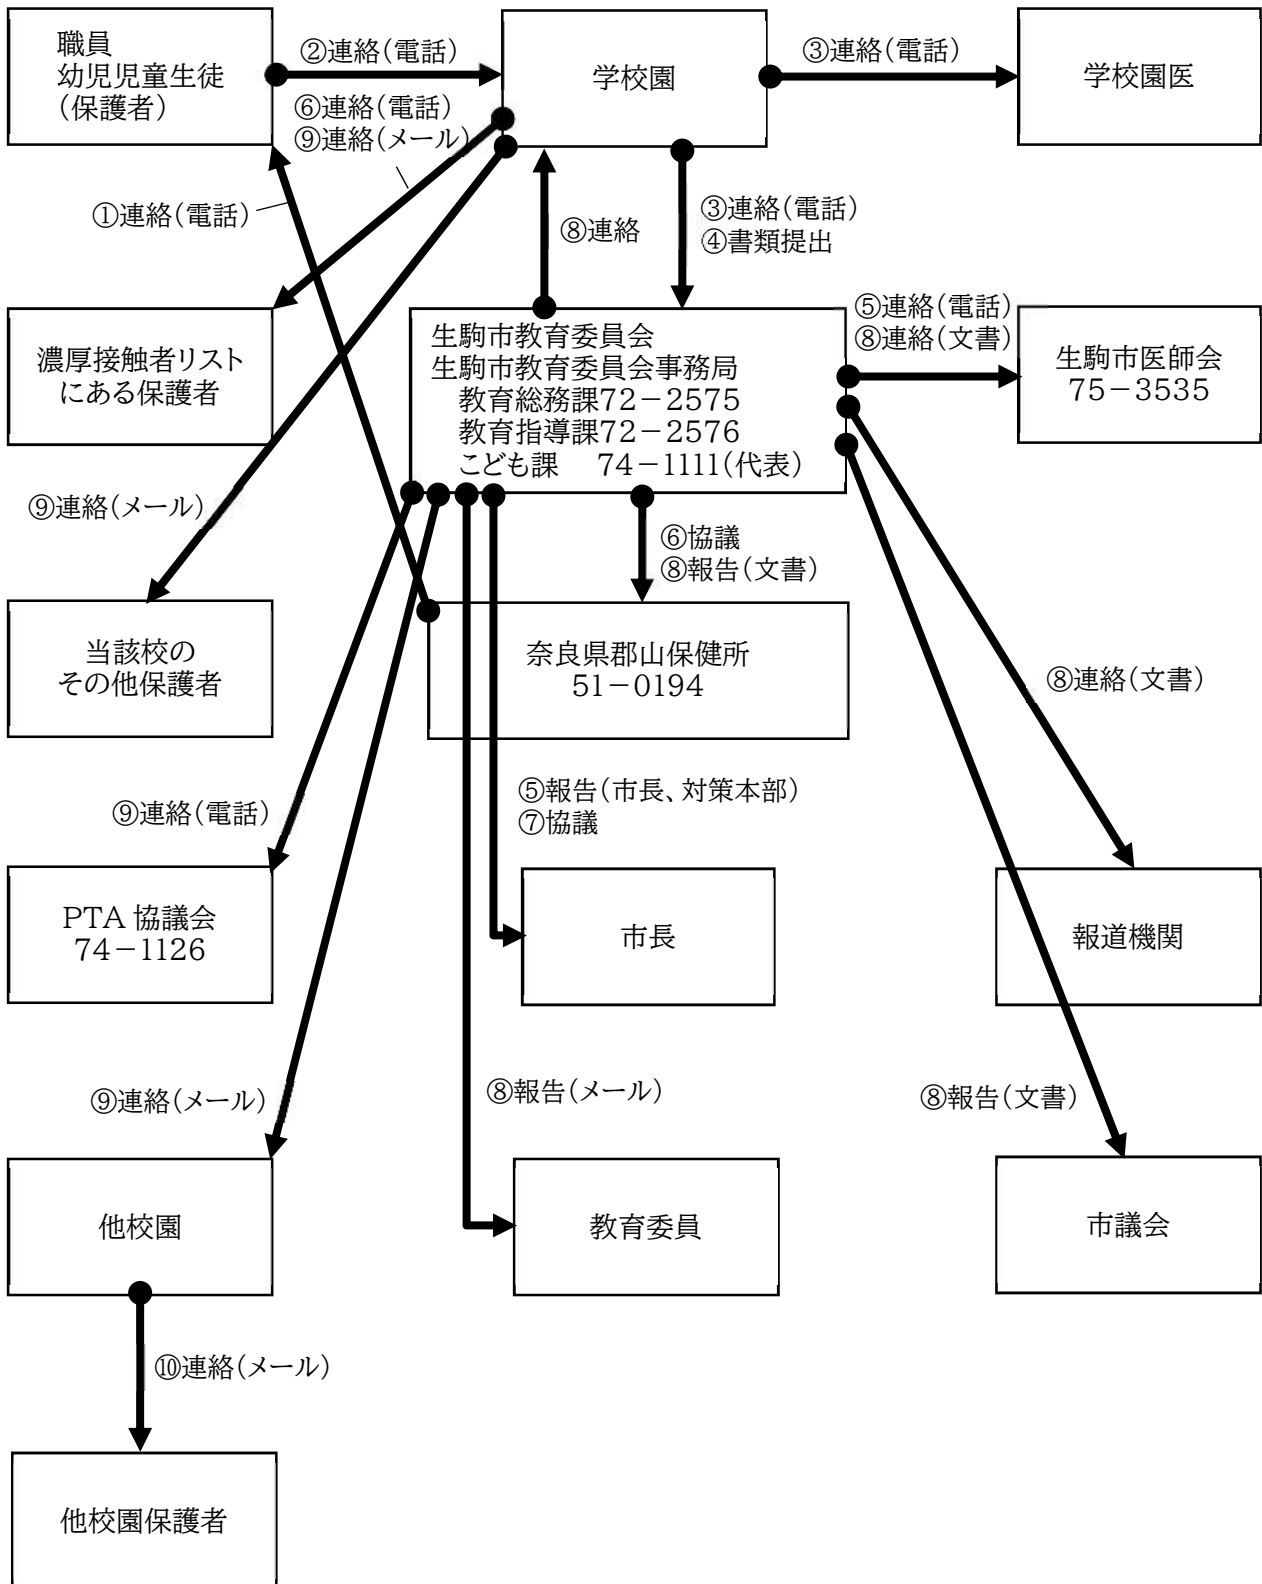 職員
幼児児童生徒
（保護者）
②連絡（電話）
学校園
③連絡（電話）
学校園医
⑥連絡（電話）
⑨連絡（メール）
①連絡（電話）
⑧連絡
③連絡（電話）
④書類提出
濃厚接触者リスト
にある保護者
生駒市教育委員会
生駒市教育委員会事務局
教育総務課72－2575
教育指導課72－2576
こども課　74－1111（代表）
⑤連絡（電話）
⑧連絡（文書）
生駒市医師会
75－3535
⑨連絡（メール）
⑥協議
⑧報告（文書）
当該校の
その他保護者
奈良県郡山保健所
51－0194
⑧連絡（文書）
⑨連絡（電話）
⑤報告（市長、対策本部）
⑦協議
PTA 協議会
74－1126
市長
報道機関
⑨連絡（メール）
⑧報告（メール）
⑧報告（文書）
他校園
教育委員
市議会
⑩連絡（メール）
他校園保護者